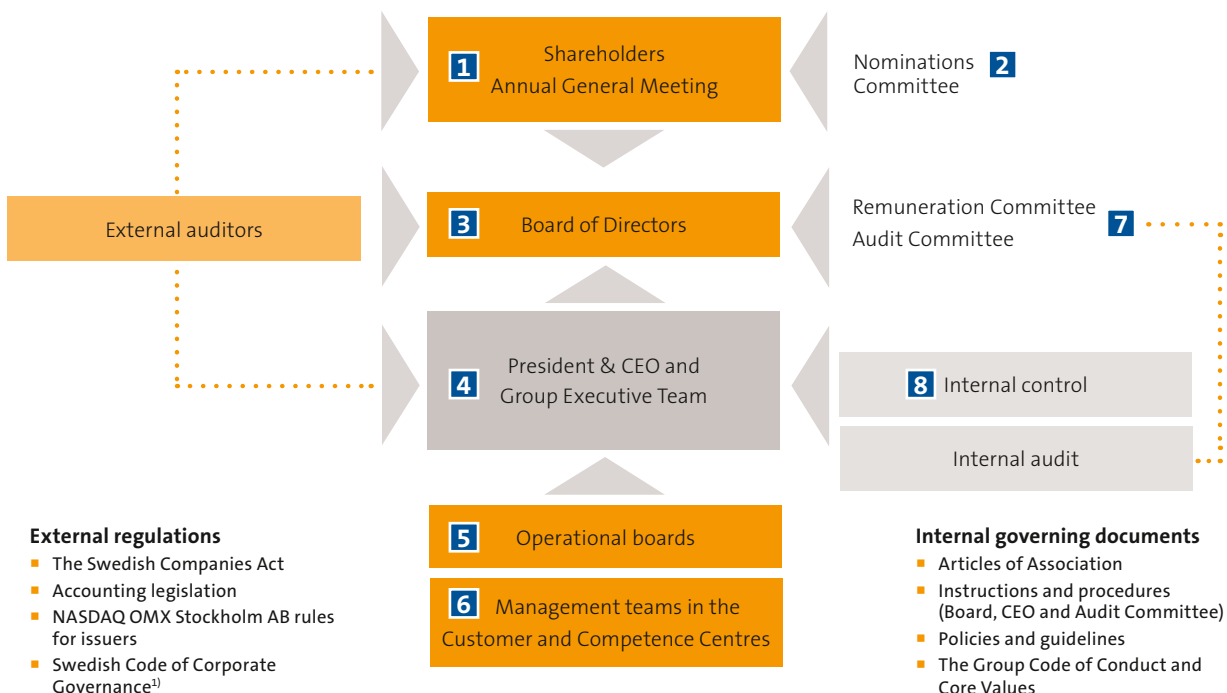 1
Shareholders
Annual General Meeting
Nominations
Committee
2
External auditors
3
Board of Directors
Remuneration Committee
Audit Committee
7
4
President & CEO and
Group Executive Team
8
Internal control
Internal audit
5
Operational boards
6
Management teams in the
Customer and Competence Centres
External regulations
▪ The Swedish Companies Act
▪ Accounting legislation
▪ NASDAQ OMX Stockholm AB rules
for issuers
▪ Swedish Code of Corporate
Governance¹⁾
Internal governing documents
▪ Articles of Association
▪ Instructions and procedures
(Board, CEO and Audit Committee)
▪ Policies and guidelines
▪ The Group Code of Conduct and
Core Values